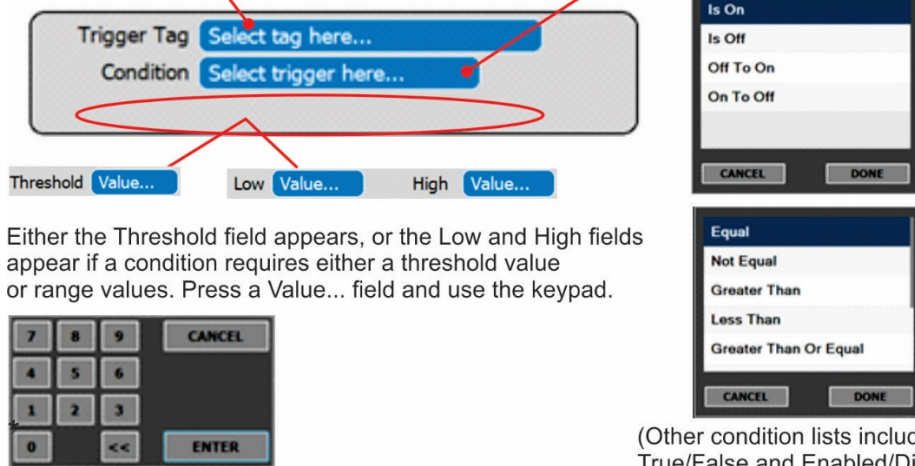 Trigger Tag Select tag here...
Condition Select trigger here...
Threshold Value...
Low Value... High Value...
Either the Threshold field appears, or the Low and High fields
appear if a condition requires either a threshold value
or range values. Press a Value... field and use the keypad.
7 8 9 CANCEL
4 5 6
1 2 3
*
0 << ENTER
Is On
Is Off
Off To On
On To Off
CANCEL DONE
Equal
Not Equal
Greater Than
Less Than
Greater Than Or Equal
CANCEL DONE
(Other condition lists
True/False and